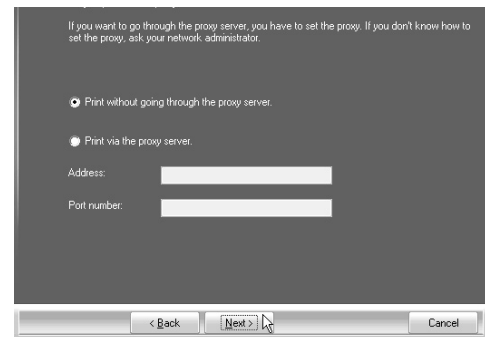 If you want to go through the proxy server, you have to set the proxy. If you don't know how to
set the proxy, ask your network administrator.
Print without going through the proxy server.
Print via the proxy server.
Address:
Port number:
< Back
Next >
Cancel